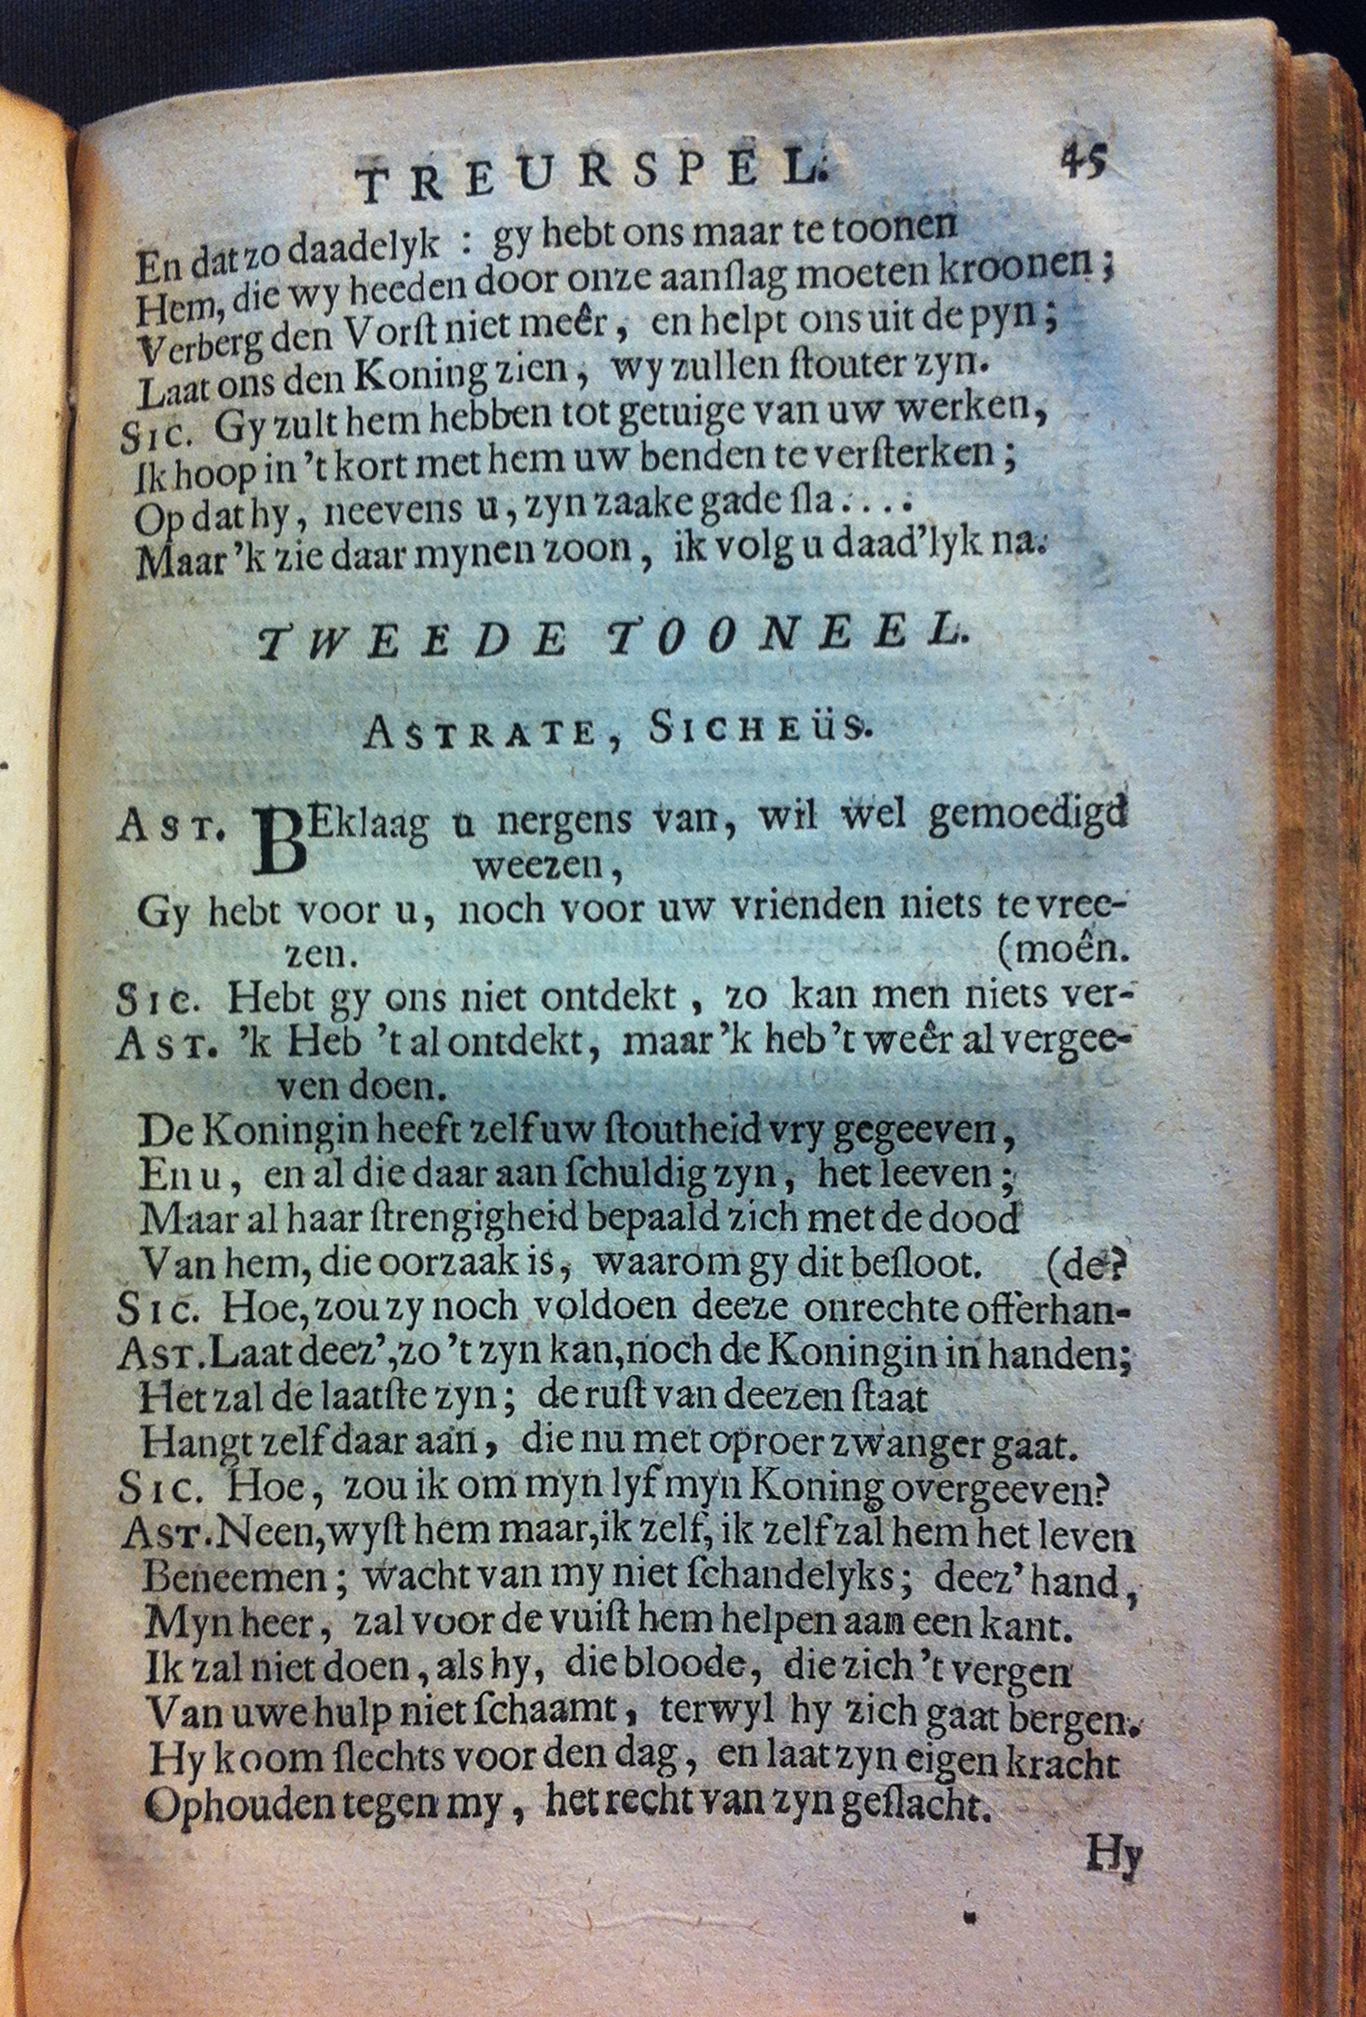 TREURSPEL. 45
En dat zo daadelyk : gy hebt ons maar te toonen
Hem, die wy heeden door onze aanſlag moeten kroonen ;
Verberg den Vorſt niet meêr, en helpt ons uit de pyn ;
Laat ons den Koning zien, wy zullen ſtouter zyn.
SIC. Gy zult hem hebben tot getuige van uw werken,
Ik hoop in 't kort met hem uw benden te verſterken ;
Op dat hy, neevens u, zyn zaake gade ſla . . . .
Maar 'k zie daar mynen zoon, ik volg u daad'lyk na.
TWEEDE TOONEEL.
ASTRATE, SICHEÜS.
AST. BEklaag u nergens van, wil wel gemoedigd
weezen,
Gy hebt voor u, noch voor uw vrienden niets te vree-
zen. (moên.
SIC. Hebt gy ons niet ontdekt, zo kan men niets ver-
AST. 'k Heb 't al ontdekt, maar 'k heb 't weêr al vergee-
ven doen.
De Koningin heeft zelf uw ſtoutheid vry gegeeven,
En u, en al die daar aan ſchuldig zyn, het leeven ;
Maar al haar ſtrengigheid bepaald zich met de dood
Van hem, die oorzaak is, waarom gy dit beſloot. (de?
SIC. Hoe, zou zy noch voldoen deeze onrechte offerhan-
AST. Laat deez', zo 't zyn kan, noch de Koningin in handen;
Het zal de laatſte zyn; de ruſt van deezen ſtaat
Hangt zelf daar aan, die nu met oproer zwanger gaat.
SIC. Hoe, zou ik om myn lyf myn Koning overgeeven?
AST. Neen, wyſt hem maar, ik zelf, ik zelf zal hem het leven
Beneemen; wacht van my niet ſchandelyks; deez' hand,
Myn heer, zal voor de vuiſt hem helpen aan een kant.
Ik zal niet doen, als hy, die bloode, die zich 't vergen
Van uwe hulp niet ſchaamt, terwyl hy zich gaat bergen.
Hy koom ſlechts voor den dag, en laat zyn eigen kracht
Ophouden tegen my, het recht van zyn geſlacht.
Hy